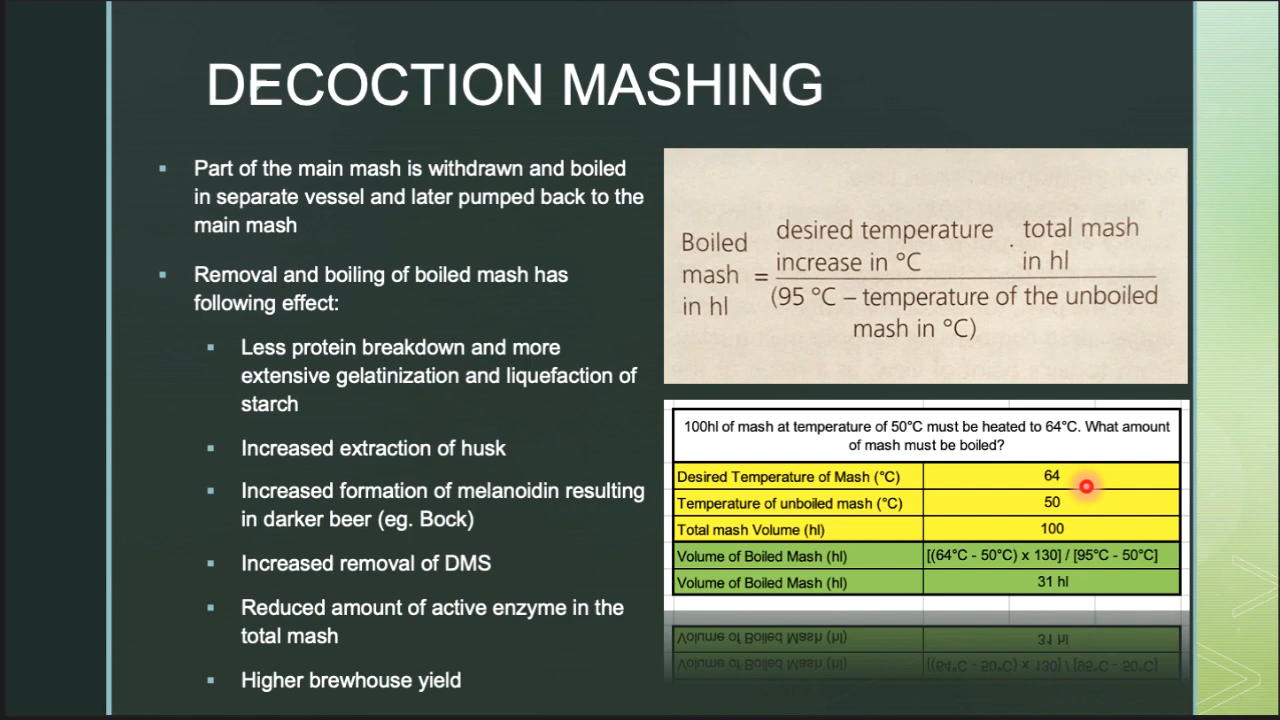 DECOCTION MASHING
▪ Part of the main mash is withdrawn and boiled
in separate vessel and later pumped back to the
main mash
▪ Removal and boiling of boiled mash has
following effect:
▪ Less protein breakdown and more
extensive gelatinization and liquefaction of
starch
▪ Increased extraction of husk
▪ Increased formation of melanoidin resulting
in darker beer (eg. Bock)
▪ Increased removal of DMS
▪ Reduced amount of active enzyme in the
total mash
▪ Higher brewhouse yield
Boiled
mash
in hl
=
desired temperature
increase in °C
·
total mash
in hl
(95 °C – temperature of the unboiled
mash in °C)
100hl of mash at temperature of 50°C must be heated to 64°C. What amount
of mash must be boiled?
Desired Temperature of Mash (°C) 64
Temperature of unboiled mash (°C) 50
Total mash Volume (hl) 100
Volume of Boiled Mash (hl) [(64°C - 50°C) x 130] / [95°C - 50°C]
Volume of Boiled Mash (hl) 31 hl